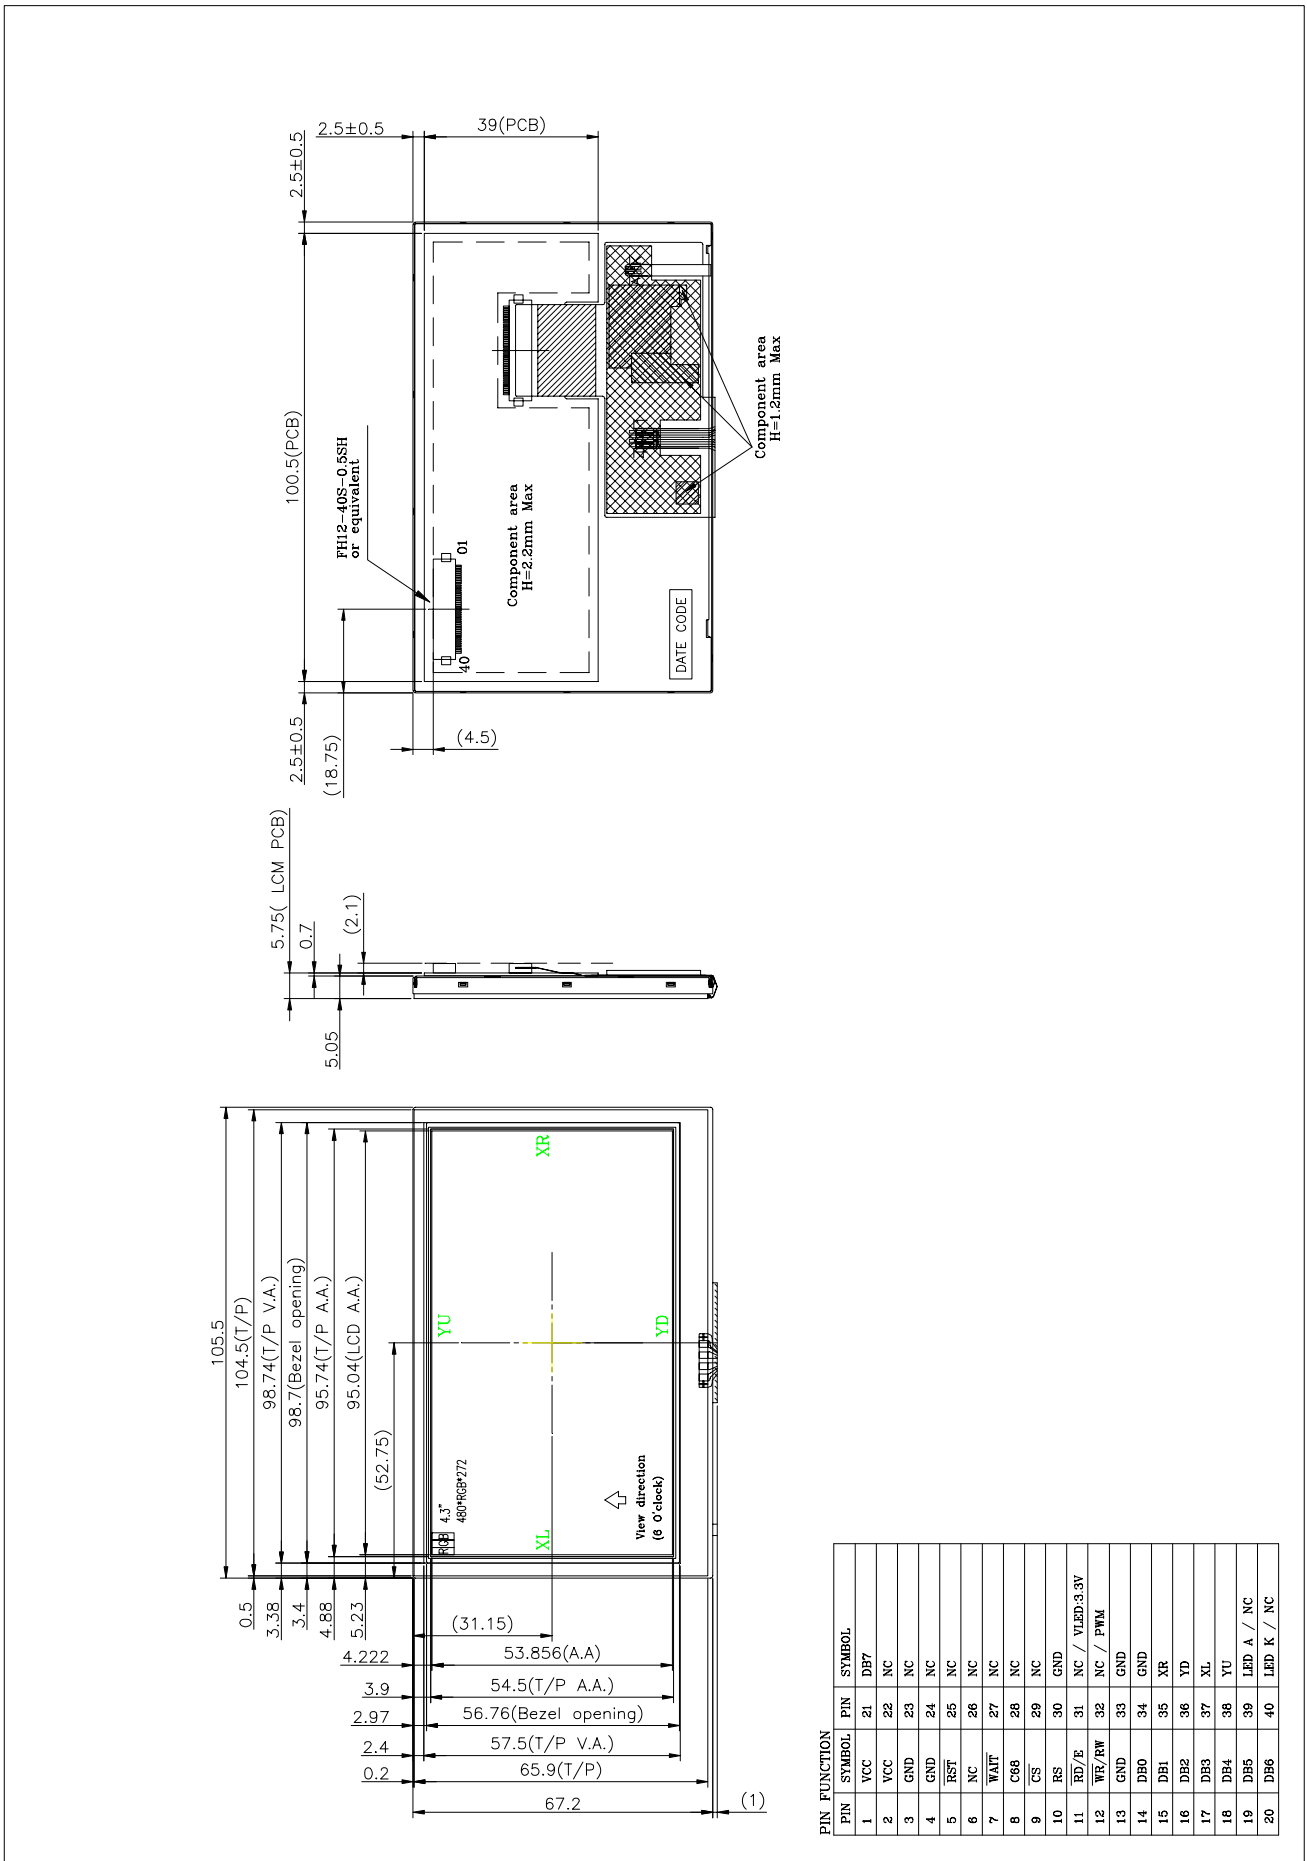 105.5
104.5(T/P)
98.74(T/P V.A.)
98.7(Bezel opening)
95.74(T/P A.A.)
95.04(LCD A.A.)
(52.75)
0.5
3.38
3.4
4.88
5.23
(31.15)
4.222
53.856(A.A)
3.9
54.5(T/P A.A.)
2.97
56.76(Bezel opening)
2.4
57.5(T/P V.A.)
0.2
65.9(T/P)
67.2
(1)
RGB
4.3"
480*RGB*272
YU
YD
XL
XR
View direction
(6 O'clock)
5.75( LCM PCB)
0.7
(2.1)
5.05
2.5±0.5
100.5(PCB)
2.5±0.5
(18.75)
(4.5)
2.5±0.5
39(PCB)
FH12-40S-0.5SH
or equivalent
40
01
Component area
H=2.2mm Max
Component area
H=1.2mm Max
DATE CODE
PIN FUNCTION
PIN SYMBOL PIN SYMBOL
1 VCC 21 DB7
2 VCC 22 NC
3 GND 23 NC
4 GND 24 NC
5 RST 25 NC
6 NC 26 NC
7 WAIT 27 NC
8 C68 28 NC
9 CS 29 NC
10 RS 30 GND
11 RD/E 31 NC / VLED:3.3V
12 WR/RW 32 NC / PWM
13 GND 33 GND
14 DB0 34 GND
15 DB1 35 XR
16 DB2 36 YD
17 DB3 37 XL
18 DB4 38 YU
19 DB5 39 LED A / NC
20 DB6 40 LED K / NC